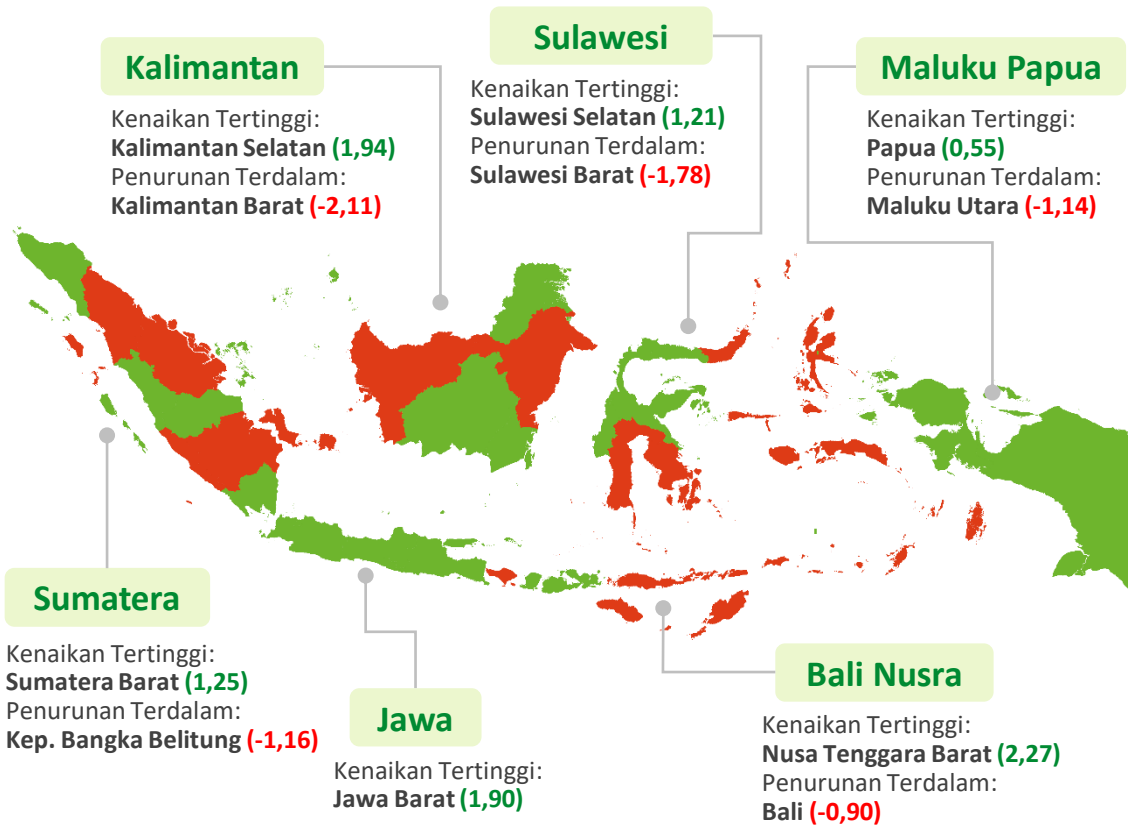 Kalimantan
Kenaikan Tertinggi:
Kalimantan Selatan (1,94)
Penurunan Terdalam:
Kalimantan Barat (-2,11)
Sulawesi
Kenaikan Tertinggi:
Sulawesi Selatan (1,21)
Penurunan Terdalam:
Sulawesi Barat (-1,78)
Maluku Papua
Kenaikan Tertinggi:
Papua (0,55)
Penurunan Terdalam:
Maluku Utara (-1,14)
Sumatera
Kenaikan Tertinggi:
Sumatera Barat (1,25)
Penurunan Terdalam:
Kep. Bangka Belitung (-1,16)
Jawa
Kenaikan Tertinggi:
Jawa Barat (1,90)
Bali Nusra
Kenaikan Tertinggi:
Nusa Tenggara Barat (2,27)
Penurunan Terdalam:
Bali (-0,90)